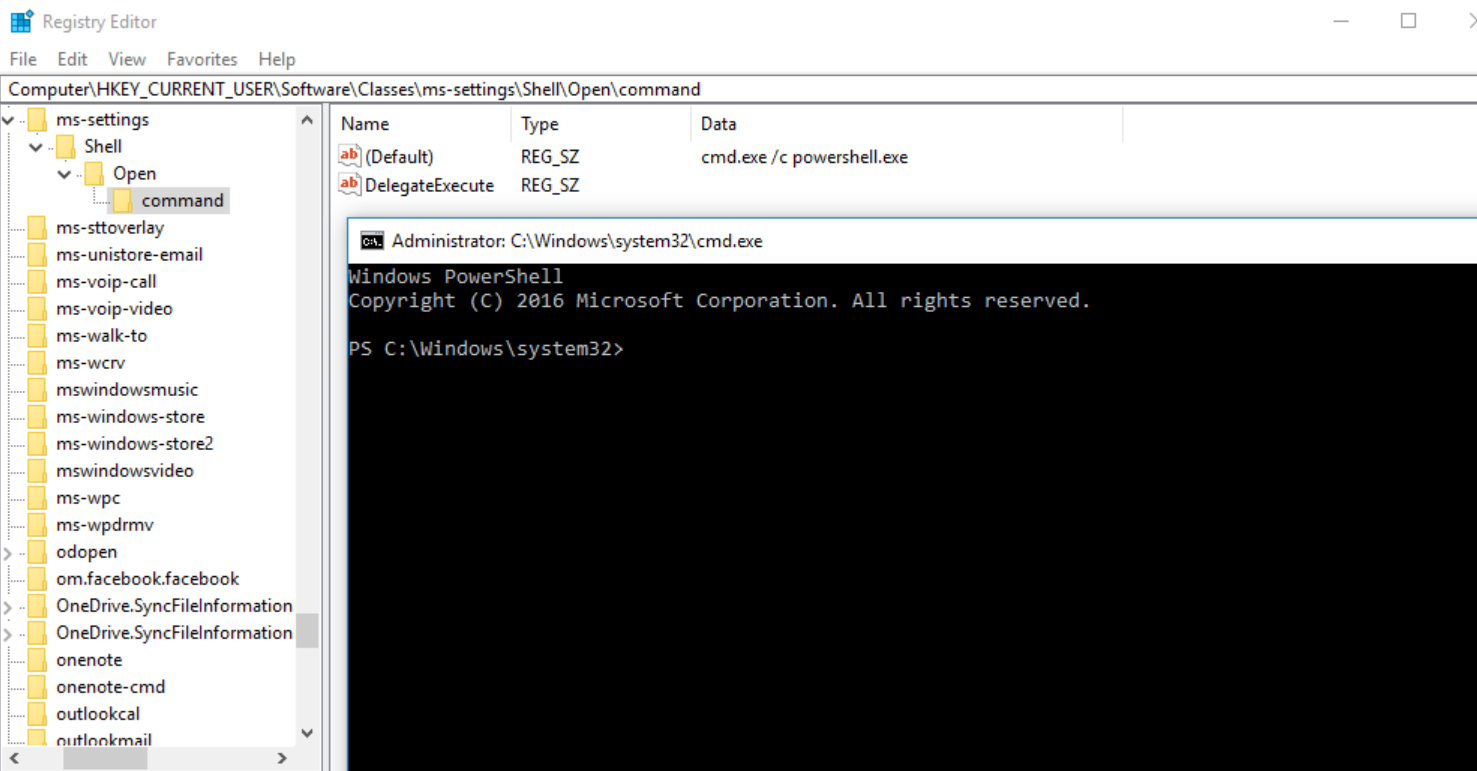 Registry Editor
File Edit View Favorites Help
Computer\HKEY_CURRENT_USER\Software\Classes\ms-settings\Shell\Open\command
ms-settings
Shell
Open
command
ms-sttoverlay
ms-unistore-email
ms-voip-call
ms-voip-video
ms-walk-to
ms-wcrv
mswindowsmusic
ms-windows-store
ms-windows-store2
mswindowsvideo
ms-wpc
ms-wpdrmv
odopen
om.facebook.facebook
OneDrive.SyncFileInformation
OneDrive.SyncFileInformation
onenote
onenote-cmd
outlookcal
outlookmail
Name Type Data
ab (Default) REG_SZ cmd.exe /c powershell.exe
ab DelegateExecute REG_SZ
C:\. Administrator: C:\Windows\system32\cmd.exe
Windows PowerShell
Copyright (C) 2016 Microsoft Corporation. All rights reserved.
PS C:\Windows\system32>